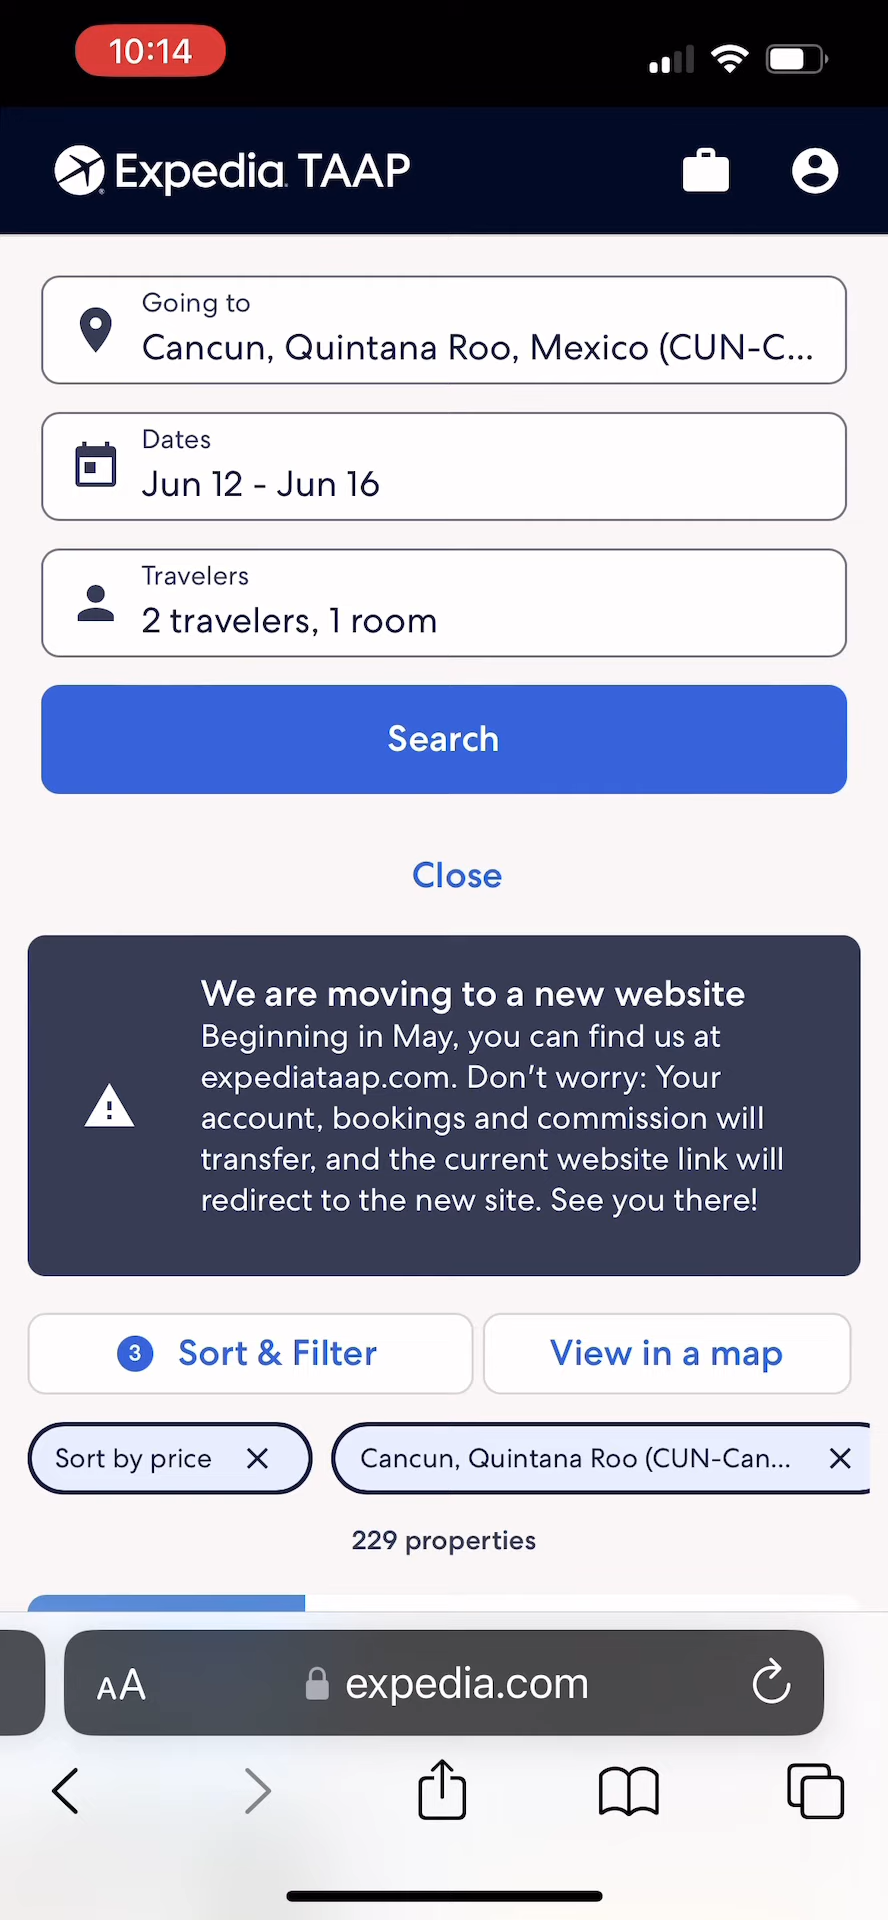 10:14
Expedia TAAP
Going to
Cancun, Quintana Roo, Mexico (CUN-C...
Dates
Jun 12 - Jun 16
Travelers
2 travelers, 1 room
Search
Close
We are moving to a new website
Beginning in May, you can find us at
expediataap.com. Don't worry: Your
account, bookings and commission will
transfer, and the current website link will
redirect to the new site. See you there!
3 Sort & Filter
View in a map
Sort by price
Cancun, Quintana Roo (CUN-Can...
229 properties
AA
expedia.com